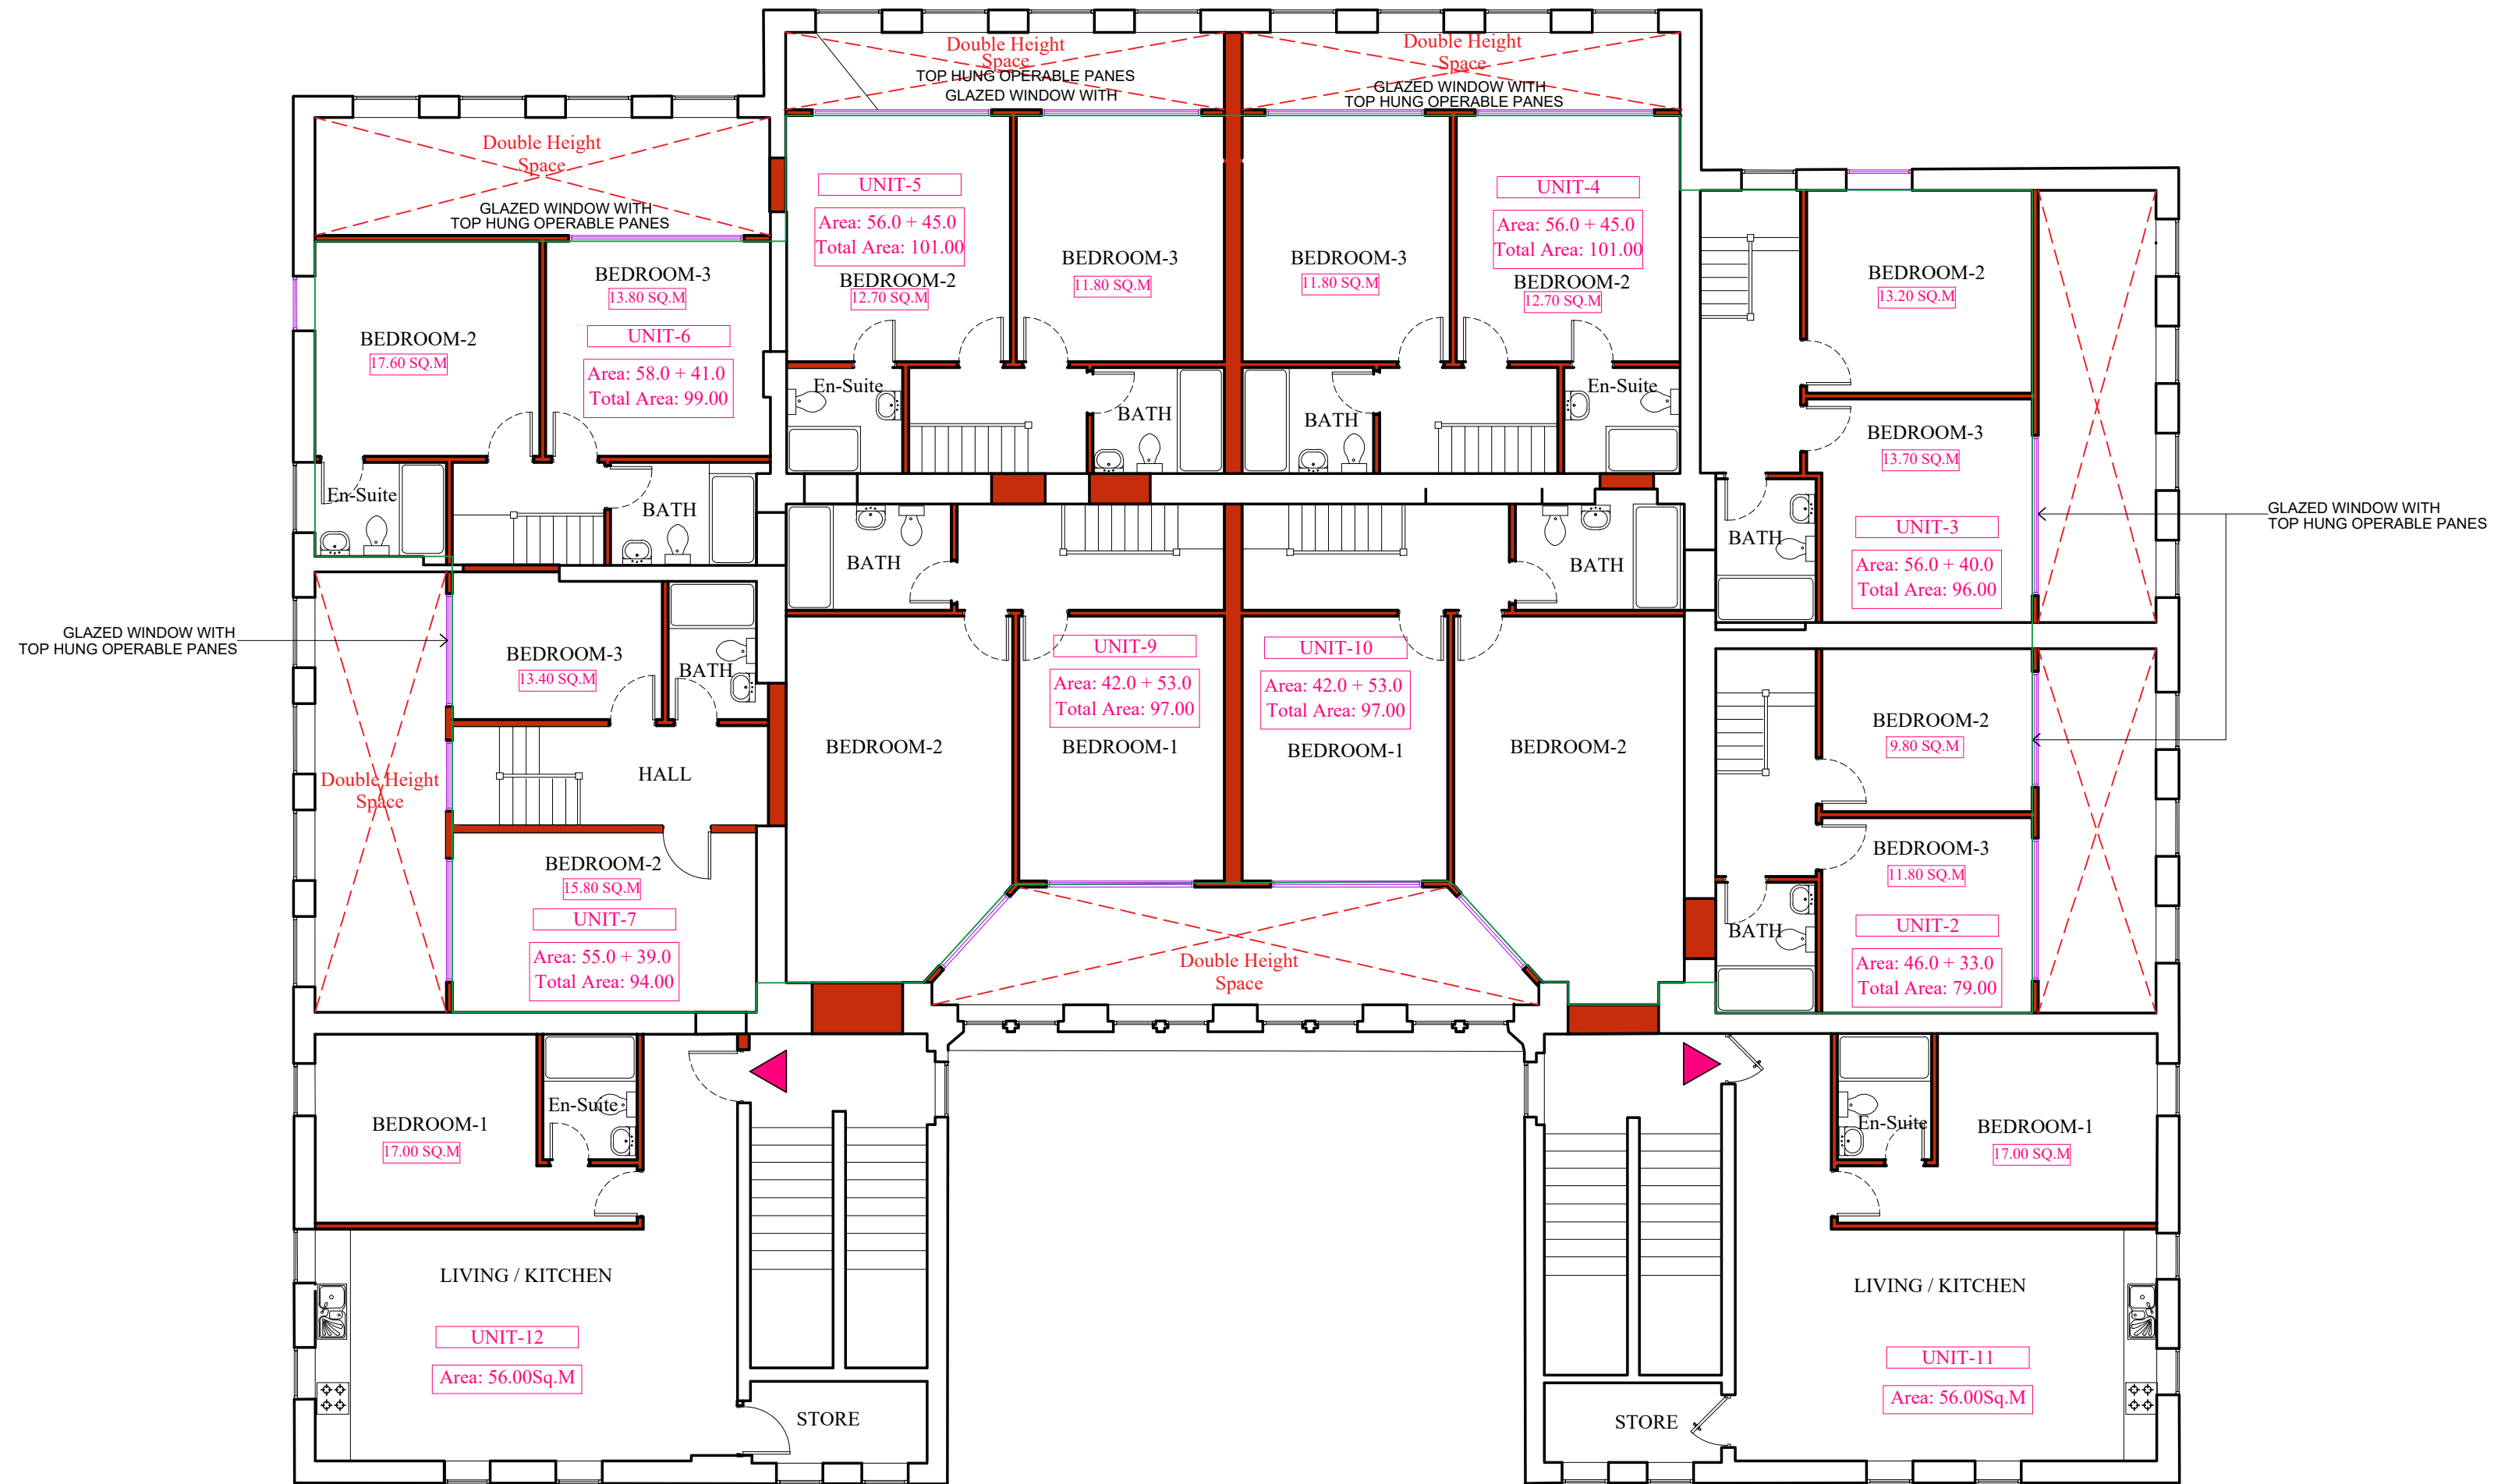 Double Height
Space
TOP HUNG OPERABLE PANES
GLAZED WINDOW WITH
Double Height
Space
GLAZED WINDOW WITH
TOP HUNG OPERABLE PANES
Double Height
Space
GLAZED WINDOW WITH
TOP HUNG OPERABLE PANES
UNIT-5
Area: 56.0 + 45.0
Total Area: 101.00
BEDROOM-2
12.70 SQ.M
BEDROOM-3
11.80 SQ.M
BEDROOM-3
11.80 SQ.M
UNIT-4
Area: 56.0 + 45.0
Total Area: 101.00
BEDROOM-2
12.70 SQ.M
BEDROOM-2
13.20 SQ.M
BEDROOM-2
17.60 SQ.M
BEDROOM-3
13.80 SQ.M
UNIT-6
Area: 58.0 + 41.0
Total Area: 99.00
En-Suite
BATH
BATH
En-Suite
BEDROOM-3
13.70 SQ.M
UNIT-3
Area: 56.0 + 40.0
Total Area: 96.00
BATH
GLAZED WINDOW WITH
TOP HUNG OPERABLE PANES
En-Suite
BATH
BATH
BATH
GLAZED WINDOW WITH
TOP HUNG OPERABLE PANES
BEDROOM-3
13.40 SQ.M
BATH
UNIT-9
Area: 42.0 + 53.0
Total Area: 97.00
BEDROOM-1
UNIT-10
Area: 42.0 + 53.0
Total Area: 97.00
BEDROOM-1
BEDROOM-2
BEDROOM-2
BEDROOM-2
9.80 SQ.M
Double Height
Space
HALL
BEDROOM-2
15.80 SQ.M
UNIT-7
Area: 55.0 + 39.0
Total Area: 94.00
BEDROOM-3
11.80 SQ.M
UNIT-2
Area: 46.0 + 33.0
Total Area: 79.00
BATH
Double Height
Space
BEDROOM-1
17.00 SQ.M
En-Suite
En-Suite
BEDROOM-1
17.00 SQ.M
LIVING / KITCHEN
UNIT-12
Area: 56.00Sq.M
STORE
LIVING / KITCHEN
UNIT-11
Area: 56.00Sq.M
STORE